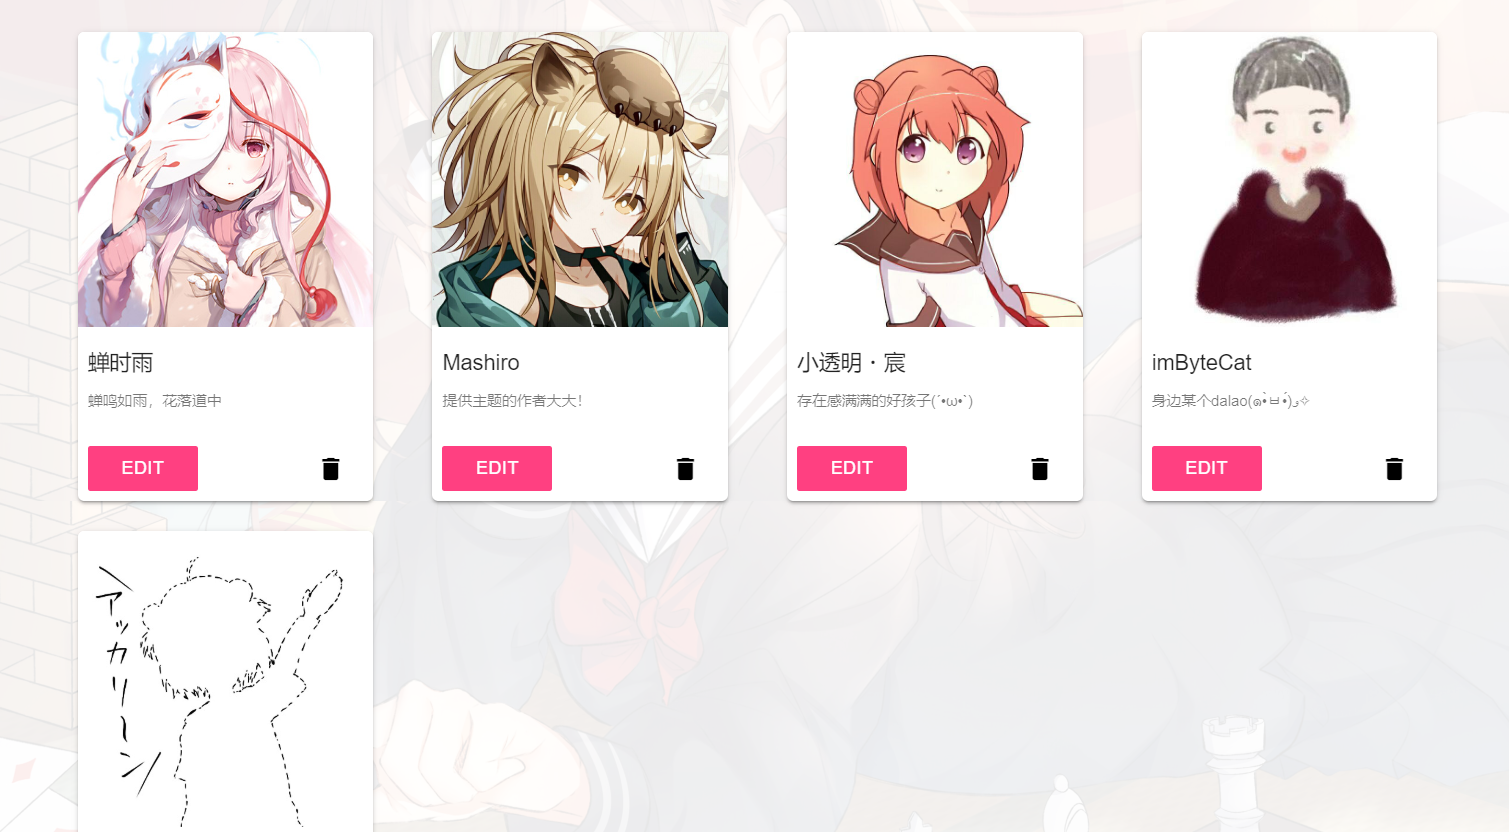 蝉时雨
蝉鸣如雨，花落道中
EDIT
Mashiro
提供主题的作者大大！
EDIT
小透明·宸
存在感满满的好孩子(´•ω•`)
EDIT
imByteCat
身边某个dalao(๑•̀ㅂ•́)و✧
EDIT
アッカリ～ン